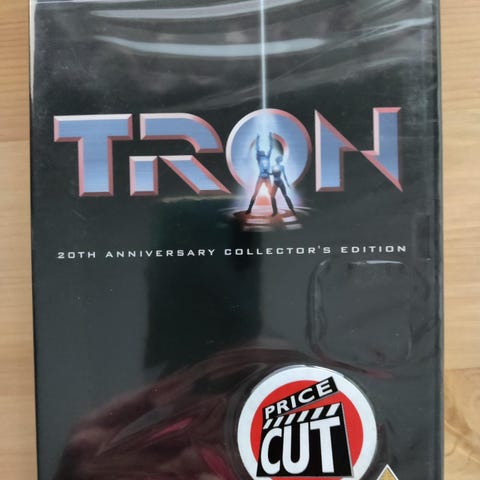 TRON
20TH ANNIVERSARY COLLECTOR'S EDITION
PRICE
CUT